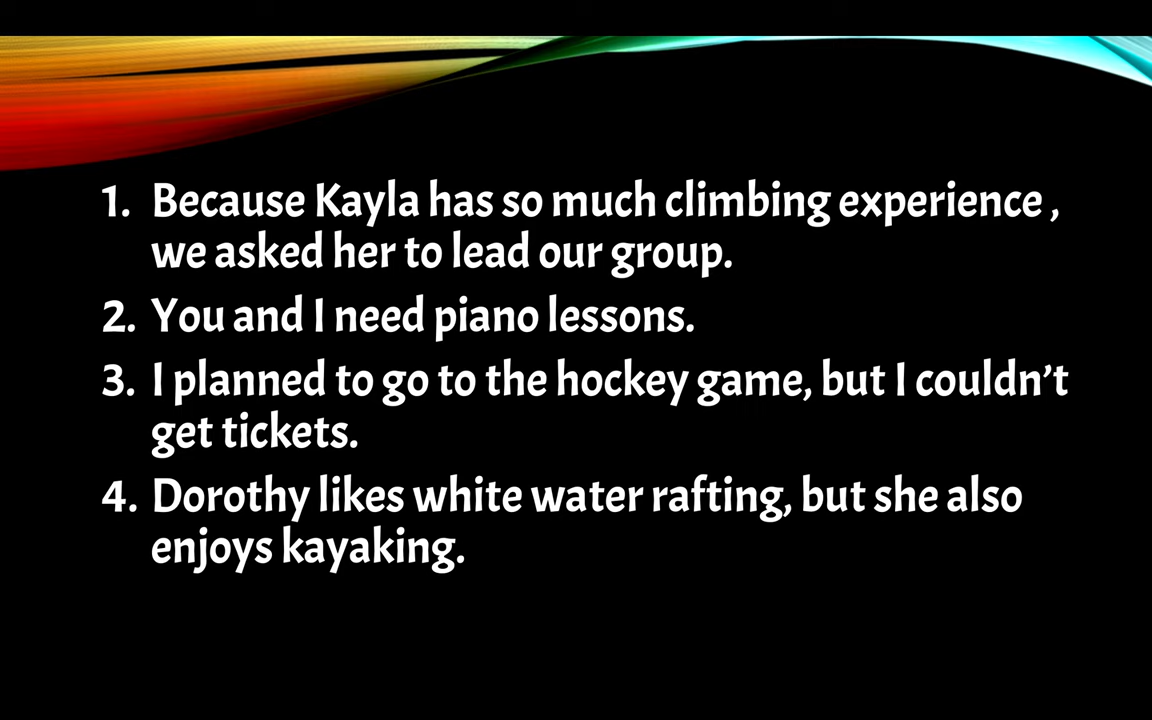 1. Because Kayla has so much climbing experience ,
we asked her to lead our group.
2. You and I need piano lessons.
3. I planned to go to the hockey game, but I couldn’t
get tickets.
4. Dorothy likes white water rafting, but she also
enjoys kayaking.